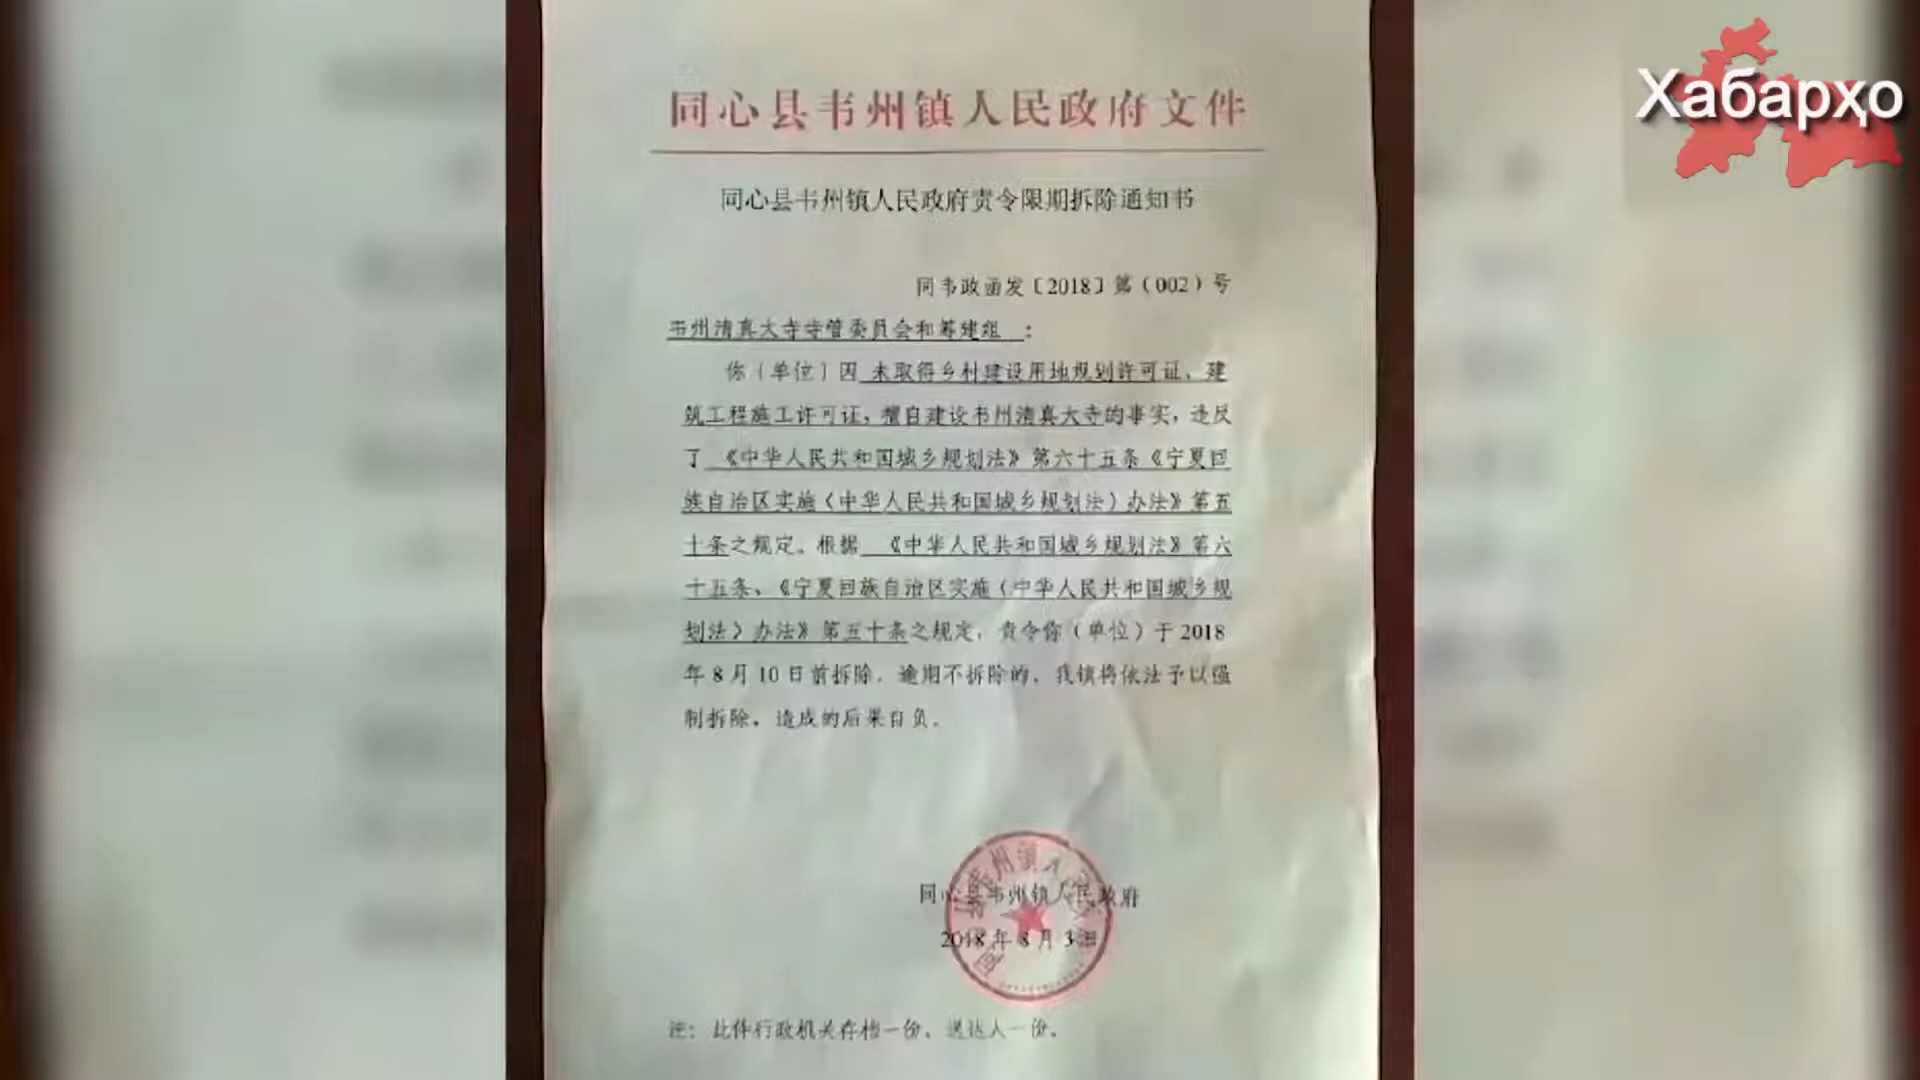 Хабарҳо
同心县韦州镇人民政府文件
同心县韦州镇人民政府责令限期拆除通知书
同韦政函发〔2018〕第（002）号
韦州清真大寺寺管委员会和筹建组 ：
你（单位）因 未取得乡村建设用地规划许可证、建
筑工程施工许可证，擅自建设韦州清真大寺的事实，违反
了 《中华人民共和国城乡规划法》第六十五条《宁夏回
族自治区实施〈中华人民共和国城乡规划法〉办法》第五
十条之规定。根据 《中华人民共和国城乡规划法》第六
十五条、《宁夏回族自治区实施〈中华人民共和国城乡规
划法〉办法》第五十条之规定，责令你（单位）于 2018
年 8 月 10 日前拆除。逾期不拆除的，我镇将依法予以强
制拆除，造成的后果自负。
同心县韦州镇人民政府
2018 年 8 月 3 日
注：此件行政机关存档一份、送达人一份。